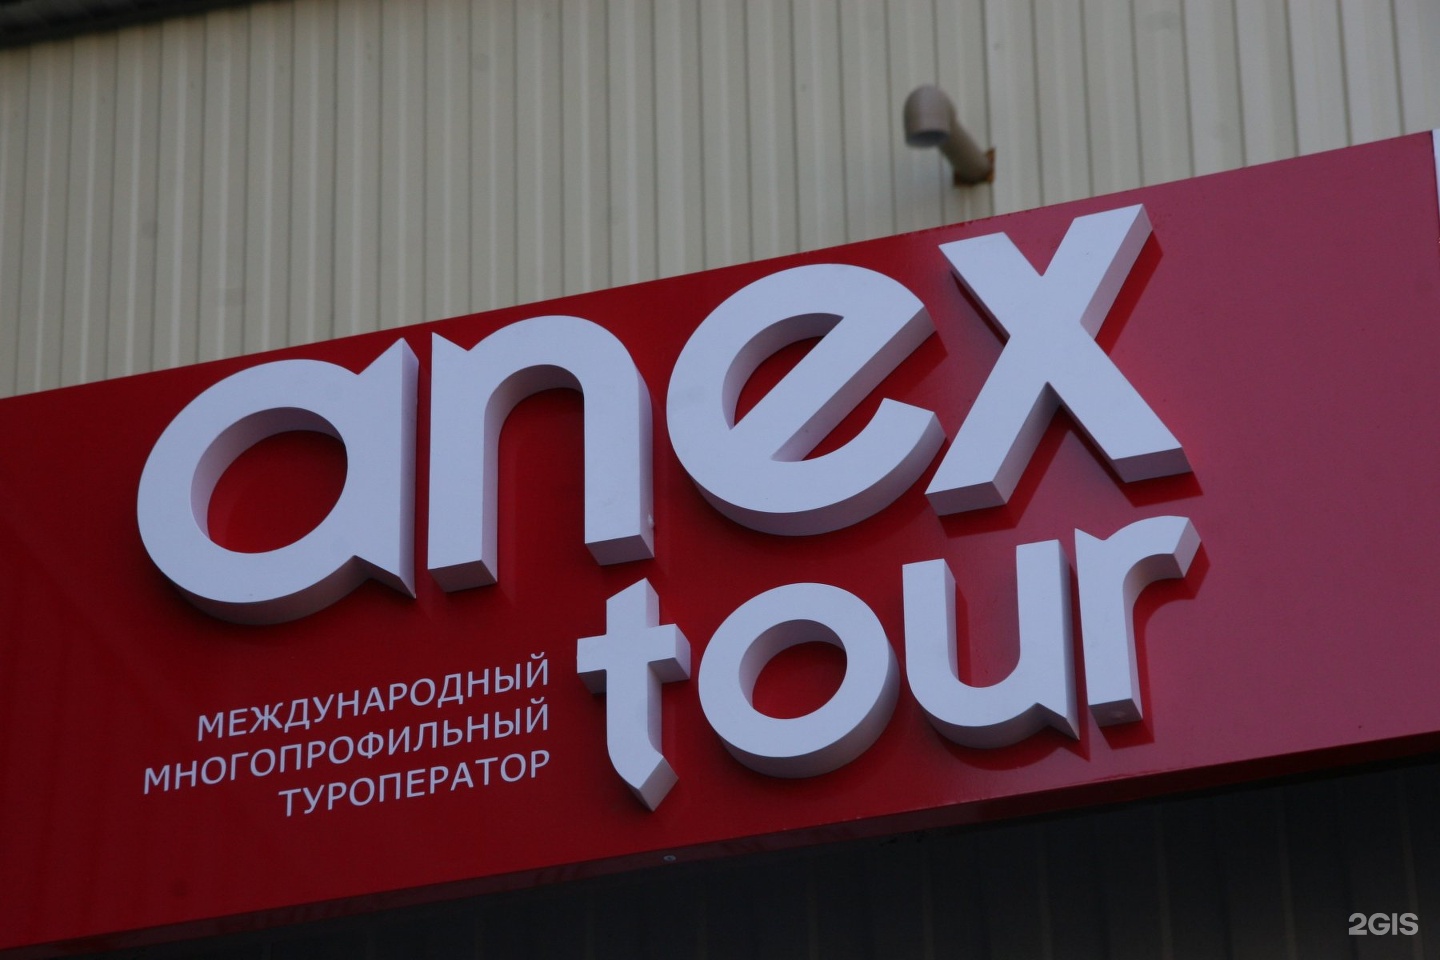 anex
tour
МЕЖДУНАРОДНЫЙ
МНОГОПРОФИЛЬНЫЙ
ТУРОПЕРАТОР
2GIS